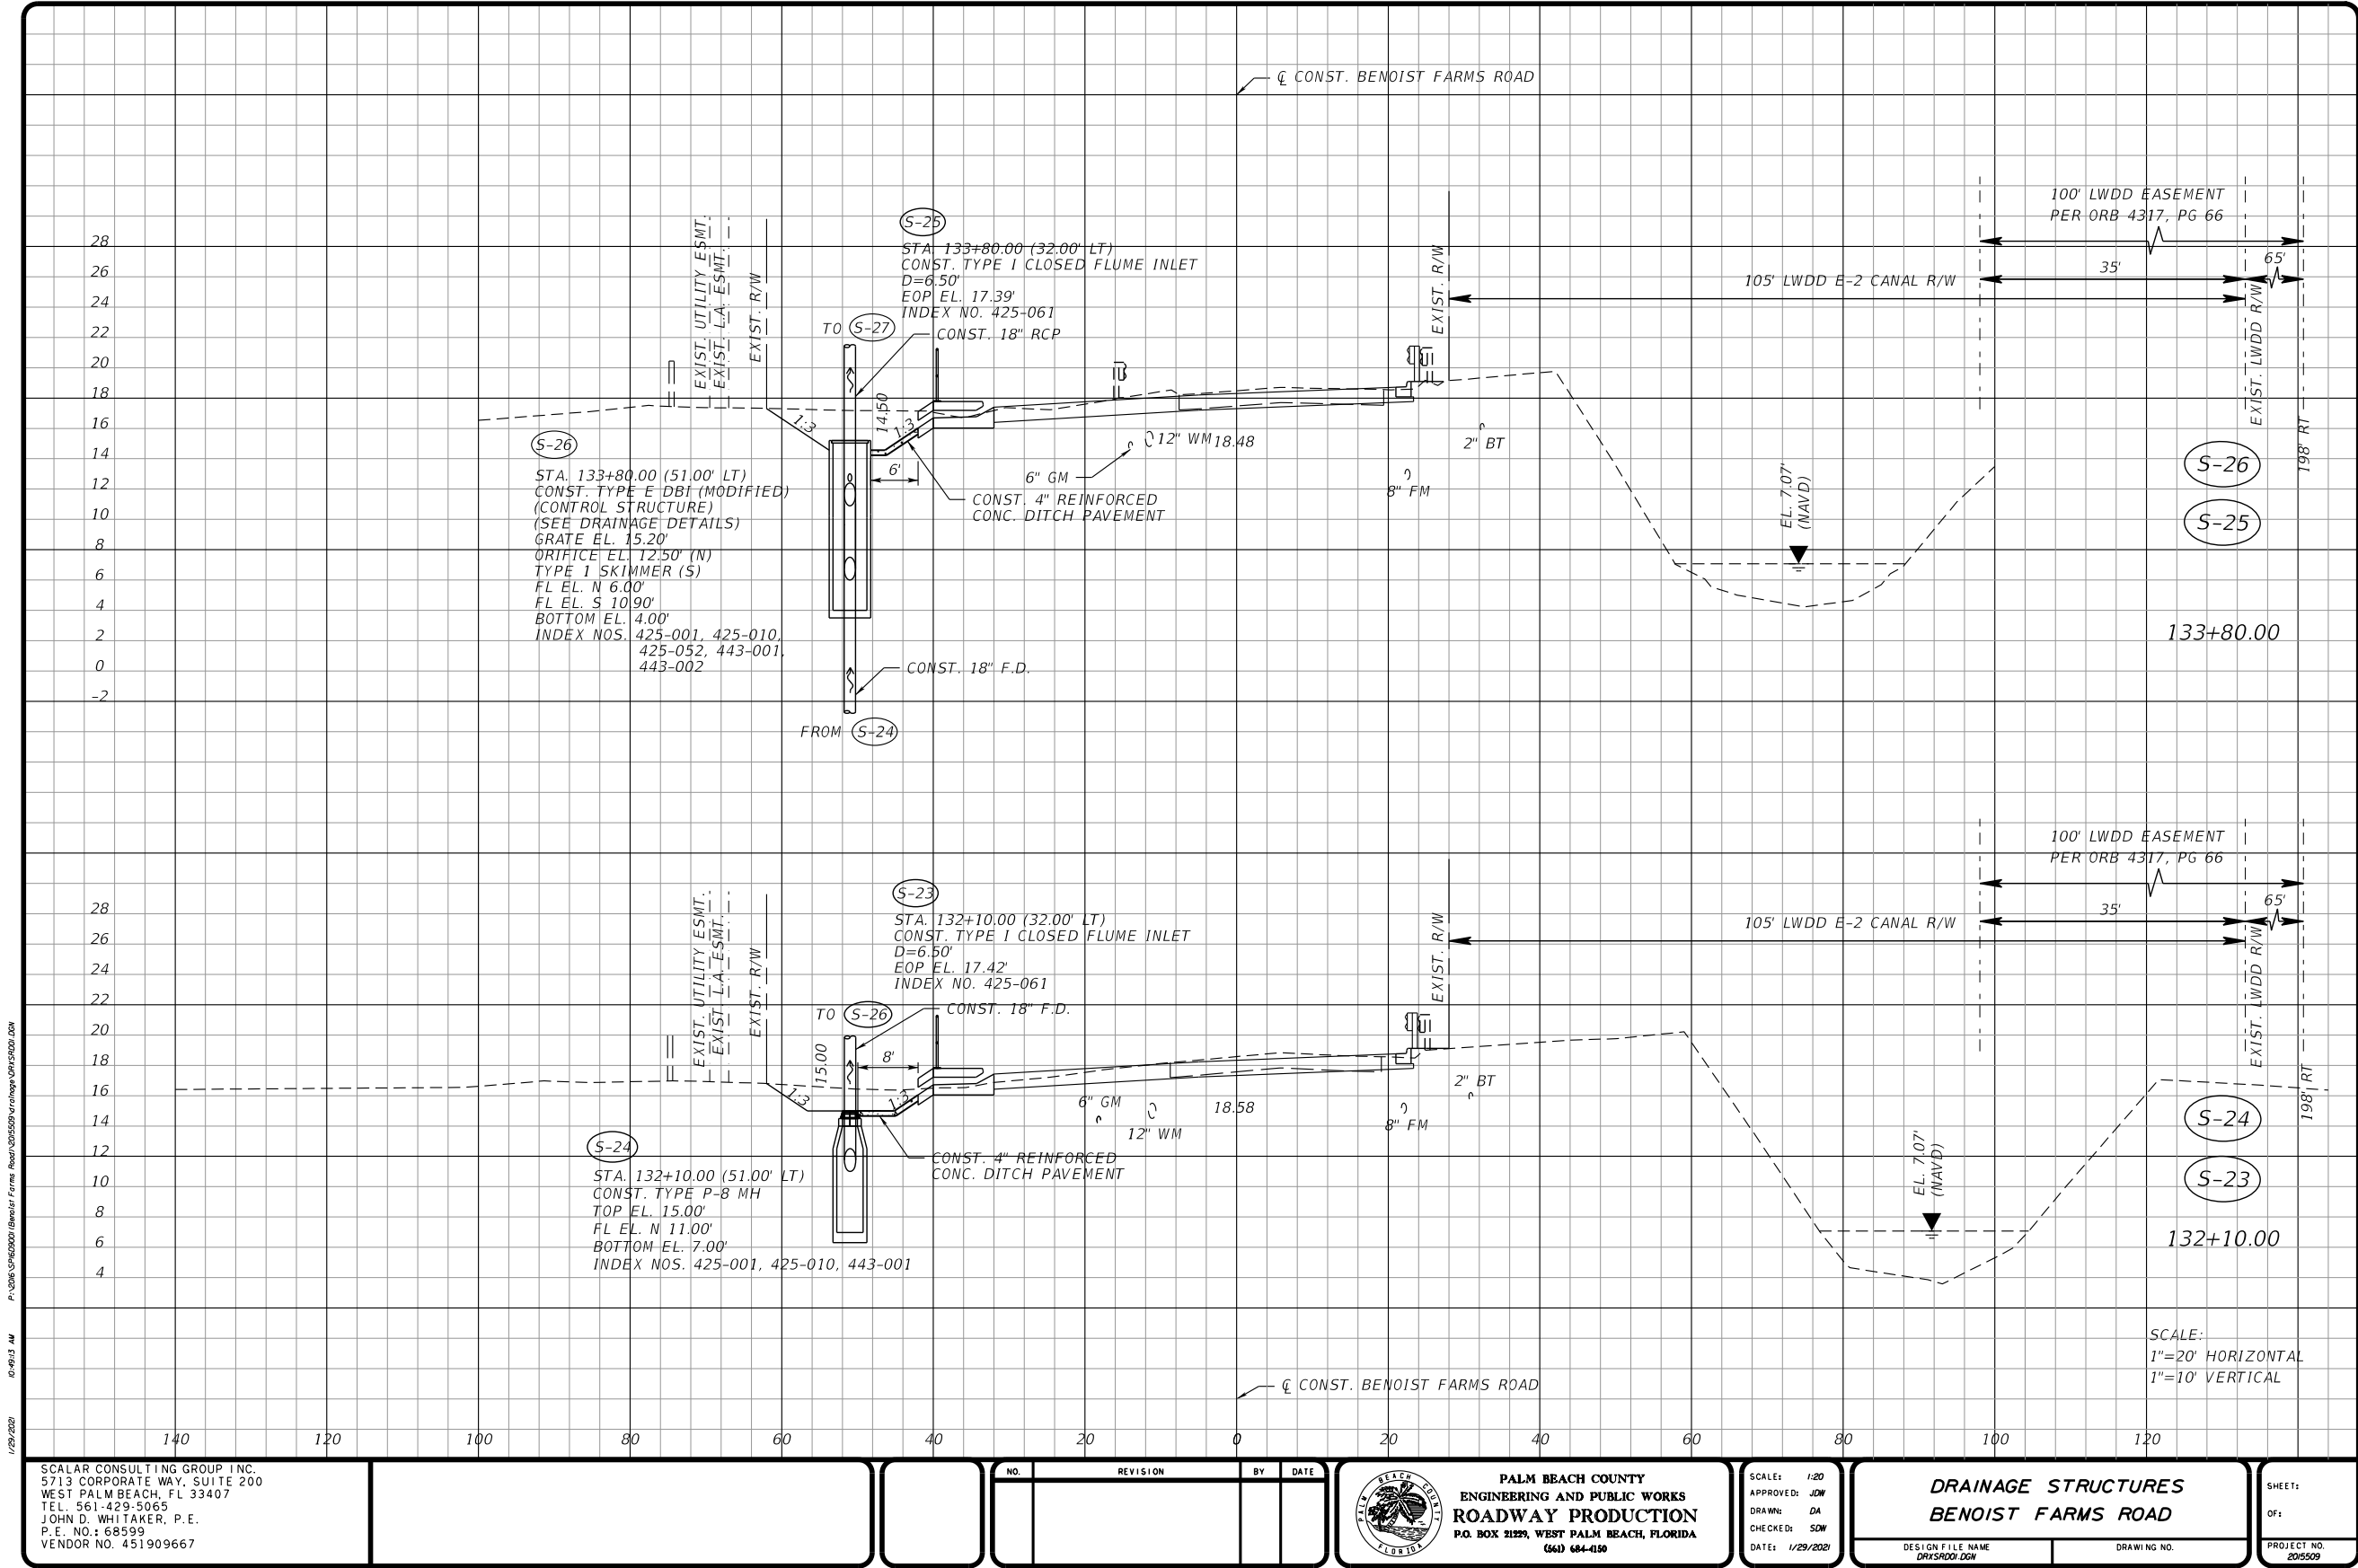 ℄ CONST. BENOIST FARMS ROAD
100' LWDD EASEMENT
PER ORB 4317, PG 66
35'
65'
105' LWDD E-2 CANAL R/W
EXIST. UTILITY ESMT.
EXIST. L.A. ESMT.
EXIST. R/W
EXIST. R/W
EXIST. LWDD R/W
198' RT
S-25
STA. 133+80.00 (32.00' LT)
CONST. TYPE I CLOSED FLUME INLET
D=6.50'
EOP EL. 17.39'
INDEX NO. 425-061
TO S-27
CONST. 18" RCP
28
26
24
22
20
18
16
14
12
10
8
6
4
2
0
-2
1:3
14.50
1:3
6'
S-26
STA. 133+80.00 (51.00' LT)
CONST. TYPE E DBI (MODIFIED)
(CONTROL STRUCTURE)
(SEE DRAINAGE DETAILS)
GRATE EL. 15.20'
ORIFICE EL. 12.50' (N)
TYPE 1 SKIMMER (S)
FL EL. N 6.00'
FL EL. S 10.90'
BOTTOM EL. 4.00'
INDEX NOS. 425-001, 425-010,
425-052, 443-001,
443-002
CONST. 4" REINFORCED
CONC. DITCH PAVEMENT
6" GM
12" WM
18.48
8" FM
2" BT
EL. 7.07'
(NAVD)
S-26
S-25
133+80.00
CONST. 18" F.D.
FROM S-24
100' LWDD EASEMENT
PER ORB 4317, PG 66
35'
65'
105' LWDD E-2 CANAL R/W
EXIST. UTILITY ESMT.
EXIST. L.A. ESMT.
EXIST. R/W
EXIST. R/W
EXIST. LWDD R/W
198' RT
S-23
STA. 132+10.00 (32.00' LT)
CONST. TYPE I CLOSED FLUME INLET
D=6.50'
EOP EL. 17.42'
INDEX NO. 425-061
TO S-26
CONST. 18" F.D.
28
26
24
22
20
18
16
14
12
10
8
6
4
1:3
15.00
8'
1:3
6" GM
12" WM
18.58
8" FM
2" BT
S-24
STA. 132+10.00 (51.00' LT)
CONST. TYPE P-8 MH
TOP EL. 15.00'
FL EL. N 11.00'
BOTTOM EL. 7.00'
INDEX NOS. 425-001, 425-010, 443-001
CONST. 4" REINFORCED
CONC. DITCH PAVEMENT
EL. 7.07'
(NAVD)
S-24
S-23
132+10.00
SCALE:
1"=20' HORIZONTAL
1"=10' VERTICAL
℄ CONST. BENOIST FARMS ROAD
140 120 100 80 60 40 20 0 20 40 60 80 100 120
1/29/2021 10:49:13 AM
SCALAR CONSULTING GROUP INC.
5713 CORPORATE WAY, SUITE 200
WEST PALM BEACH, FL 33407
TEL. 561-429-5065
JOHN D. WHITAKER, P.E.
P.E. NO.: 68599
VENDOR NO. 451909667
NO. REVISION BY DATE
PALM BEACH COUNTY
FLORIDA
PALM BEACH COUNTY
ENGINEERING AND PUBLIC WORKS
ROADWAY PRODUCTION
P.O. BOX 21229, WEST PALM BEACH, FLORIDA
(561) 684-4150
SCALE: 1:20
APPROVED: JDW
DRAWN: DA
CHECKED: SDW
DATE: 1/29/2021
DRAINAGE STRUCTURES
BENOIST FARMS ROAD
DESIGN FILE NAME
DRXSRD01.DGN
DRAWING NO.
SHEET:
OF:
PROJECT NO.
2015509